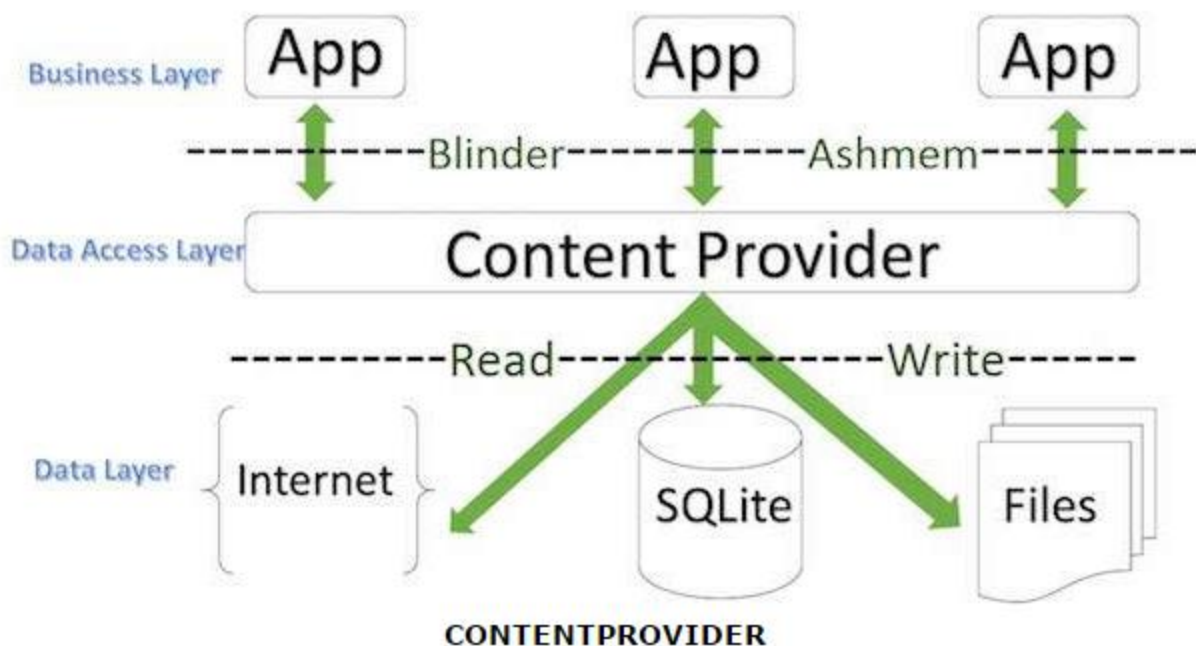 App App App
Business Layer
Blinder Ashmem
Data Access Layer Content Provider
Read Write
Data Layer Internet SQLite Files
CONTENTPROVIDER